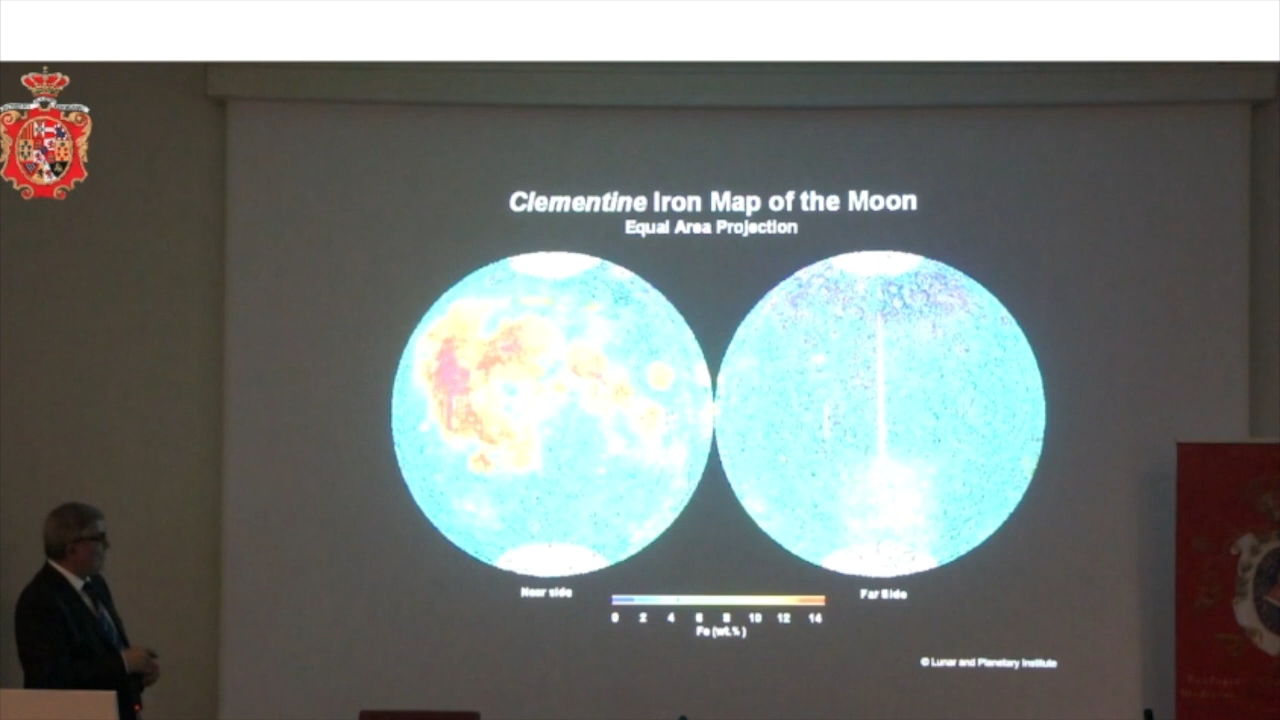 Clementine Iron Map of the Moon
Equal Area Projection
Near side
Far Side
0 2 4 6 8 10 12 14
Fe (wt.%)
© Lunar and Planetary Institute